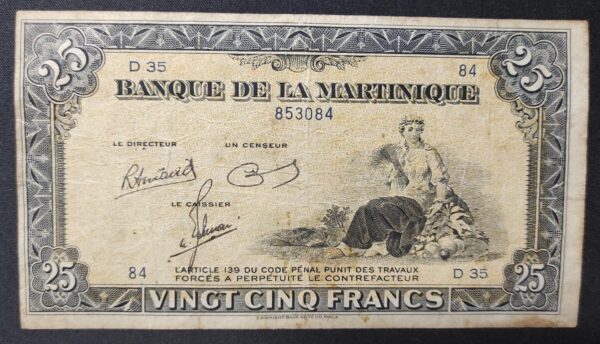 25 25
D 35 84
BANQUE DE LA MARTINIQUE
853084
LE DIRECTEUR UN CENSEUR
LE CAISSIER
84 L'ARTICLE 139 DU CODE PÉNAL PUNIT DES TRAVAUX D 35
FORCÉS A PERPÉTUITÉ LE CONTREFACTEUR
25 VINGT CINQ FRANCS 25